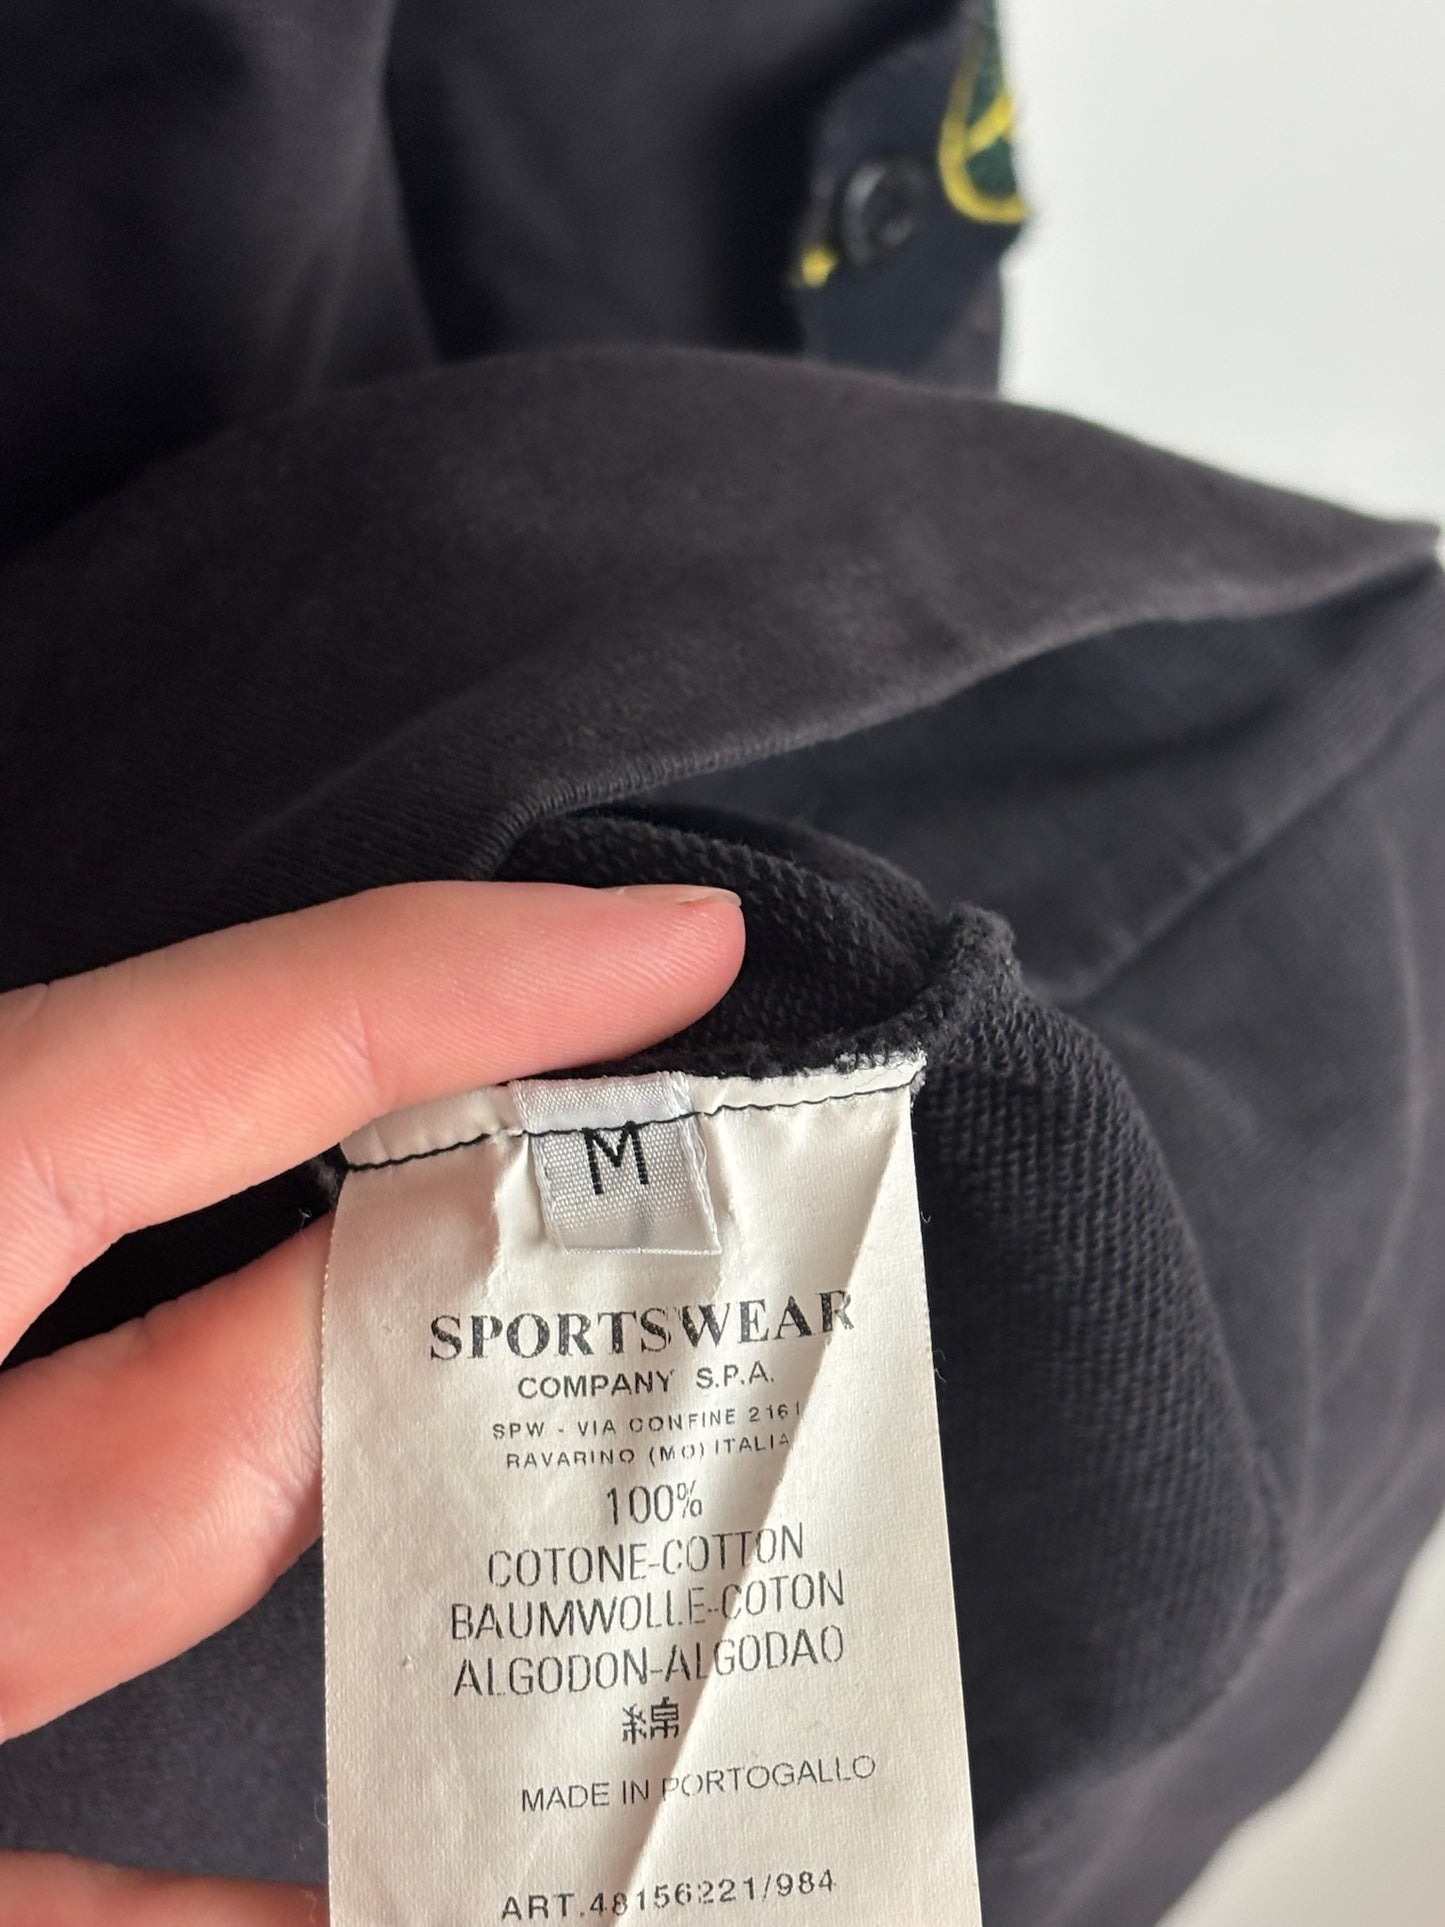 M
SPORTSWEAR
COMPANY S.P.A.
SPW - VIA CONFINE 2161
RAVARINO (MO) ITALIA
100%
COTONE-COTTON
BAUMWOLLE-COTON
ALGODON-ALGODAO
綿
MADE IN PORTOGALLO
ART.48156221/984